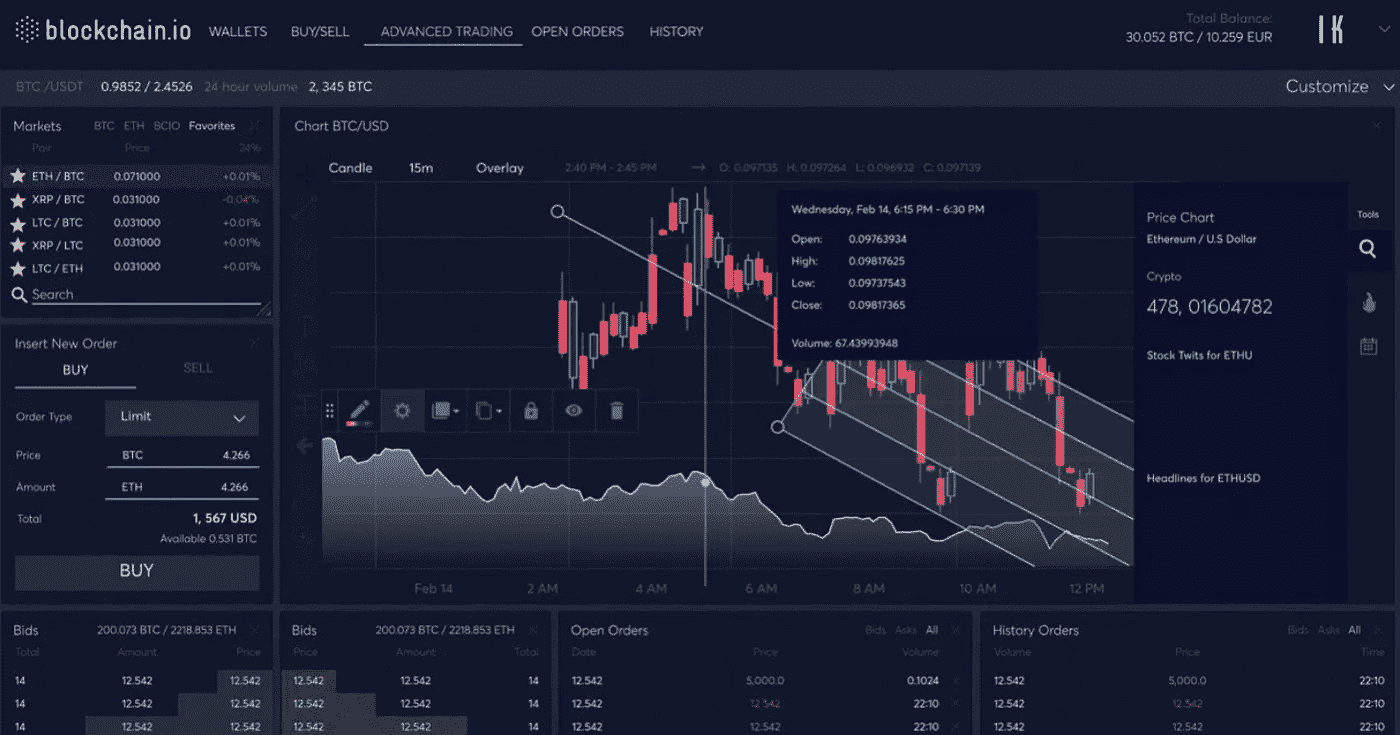 blockchain.io WALLETS BUY/SELL ADVANCED TRADING OPEN ORDERS HISTORY
Total Balance:
30.052 BTC / 10.259 EUR
BTC /USDT 0.9852 / 2.4526 24 hour volume 2, 345 BTC
Customize
Markets BTC ETH BCIO Favorites
Pair Price 24%
ETH / BTC 0.071000 +0.01%
XRP / BTC 0.031000 -0,04%
LTC / BTC 0.031000 +0.01%
XRP / LTC 0.031000 +0.01%
LTC / ETH 0.031000 +0.01%
Search
Insert New Order
BUY SELL
Order Type Limit
Price BTC 4.266
Amount ETH 4.266
Total 1, 567 USD
Available 0.531 BTC
BUY
Chart BTC/USD
Candle 15m Overlay 2:40 PM - 2:45 PM → O: 0.097135 H: 0.097264 L: 0.096932 C: 0.097139
Wednesday, Feb 14, 6:15 PM - 6:30 PM
Open: 0.09763934
High: 0.09817625
Low: 0.09737543
Close: 0.09817365
Volume: 67.43993948
Feb 14 2 AM 4 AM 6 AM 8 AM 10 AM 12 PM
Price Chart
Ethereum / U.S Dollar
Crypto
478, 01604782
Stock Twits for ETHU
Headlines for ETHUSD
Tools
Bids 200.073 BTC / 2218.853 ETH
Total Amount Price
14 12.542 12.542
14 12.542 12.542
14 12.542 12.542
Bids 200.073 BTC / 2218.853 ETH
Price Amount Total
12.542 12.542 14
12.542 12.542 14
12.542 12.542 14
Open Orders Bids Asks All
Date Price Volume
12.542 5,000.0 0.1024
12.542 12.542 22:10
12.542 12.542 22:10
History Orders Bids Asks All
Volume Price Time
12.542 5,000.0 22:10
12.542 12.542 22:10
12.542 12.542 22:10